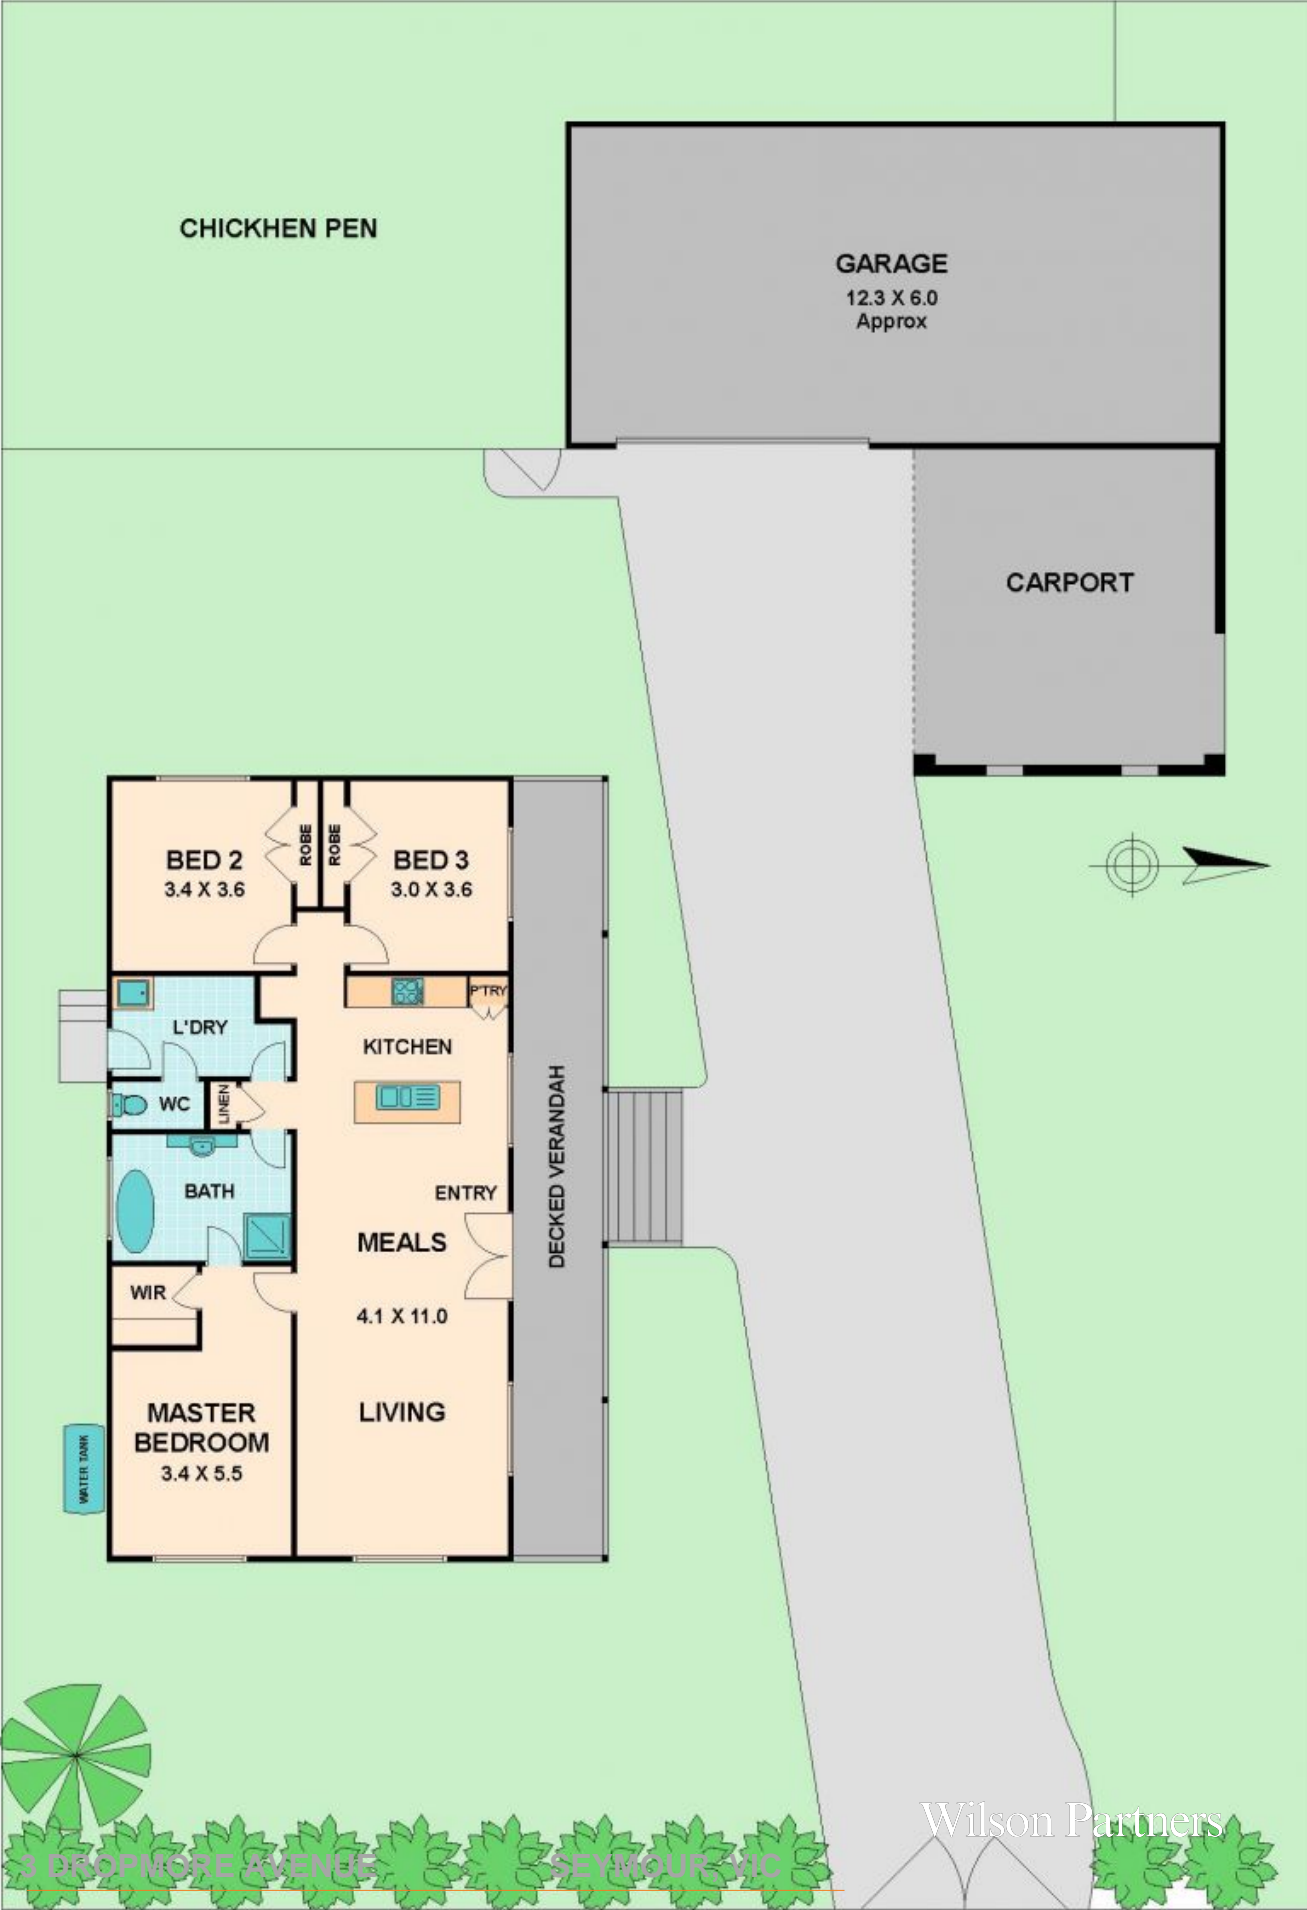 CHICKHEN PEN
GARAGE
12.3 X 6.0
Approx
CARPORT
BED 2
3.4 X 3.6
ROBE
ROBE
BED 3
3.0 X 3.6
L'DRY
P'TRY
KITCHEN
WC
LINEN
DECKED VERANDAH
BATH
ENTRY
MEALS
WIR
4.1 X 11.0
MASTER
BEDROOM
3.4 X 5.5
LIVING
WATER TANK
Wilson Partners
3 DROPMORE AVENUE SEYMOUR, VIC